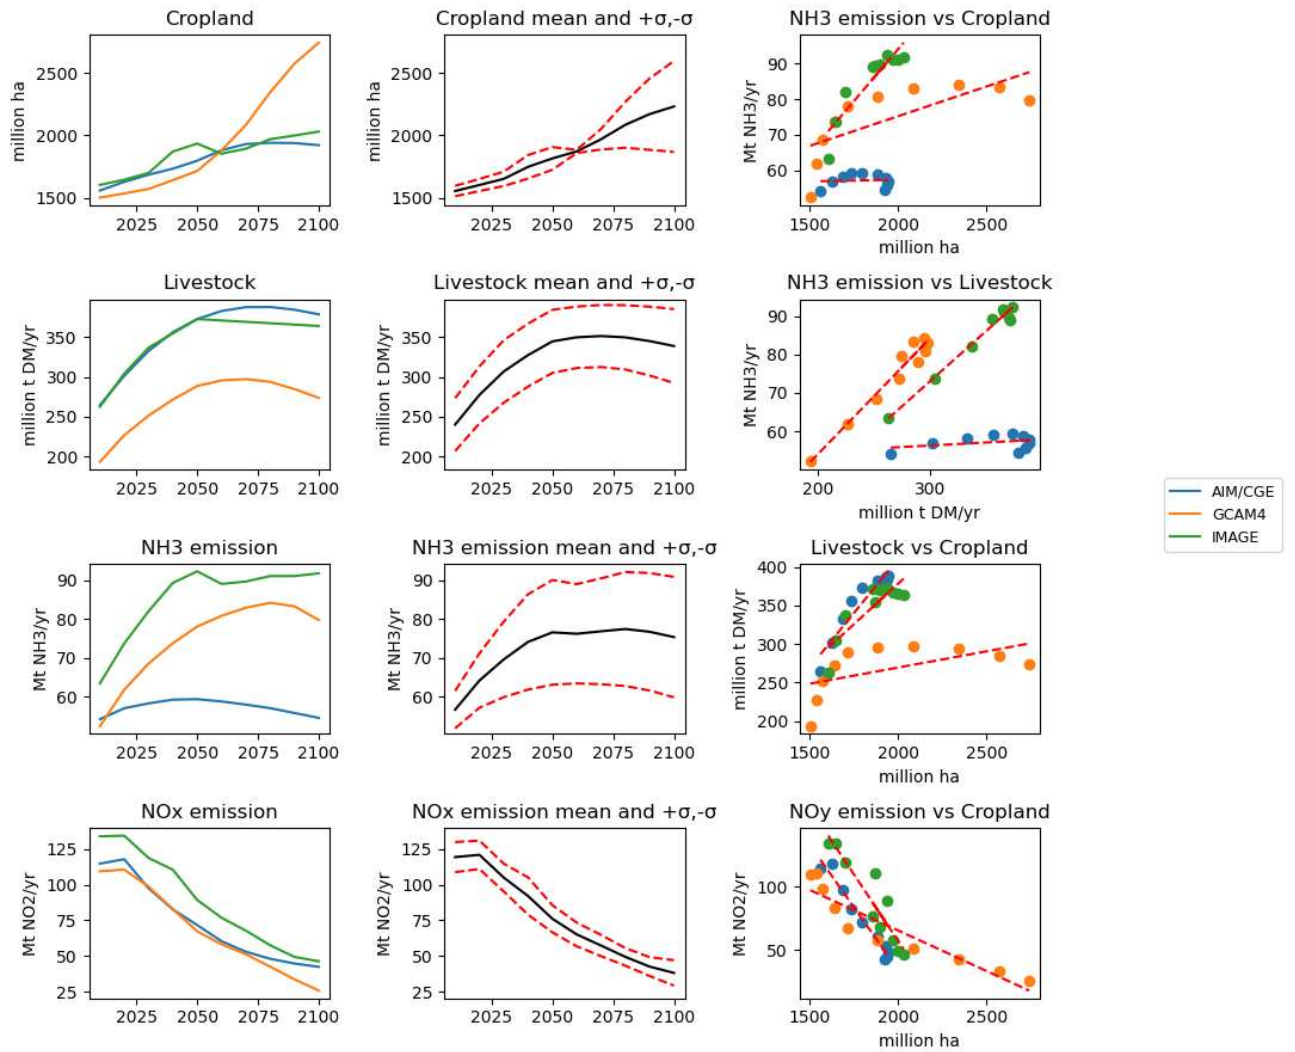 Cropland
million ha
2500
2000
1500
2025 2050 2075 2100
Cropland mean and +σ,-σ
million ha
2500
2000
1500
2025 2050 2075 2100
NH3 emission vs Cropland
Mt NH3/yr
90
80
70
60
1500 2000 2500
million ha
Livestock
million t DM/yr
350
300
250
200
2025 2050 2075 2100
Livestock mean and +σ,-σ
million t DM/yr
350
300
250
200
2025 2050 2075 2100
NH3 emission vs Livestock
Mt NH3/yr
90
80
70
60
200 300
million t DM/yr
AIM/CGE
GCAM4
IMAGE
NH3 emission
Mt NH3/yr
90
80
70
60
2025 2050 2075 2100
NH3 emission mean and +σ,-σ
Mt NH3/yr
90
80
70
60
2025 2050 2075 2100
Livestock vs Cropland
million t DM/yr
400
350
300
250
200
1500 2000 2500
million ha
NOx emission
Mt NO2/yr
125
100
75
50
25
2025 2050 2075 2100
NOx emission mean and +σ,-σ
Mt NO2/yr
125
100
75
50
25
2025 2050 2075 2100
NOy emission vs Cropland
Mt NO2/yr
100
50
1500 2000 2500
million ha